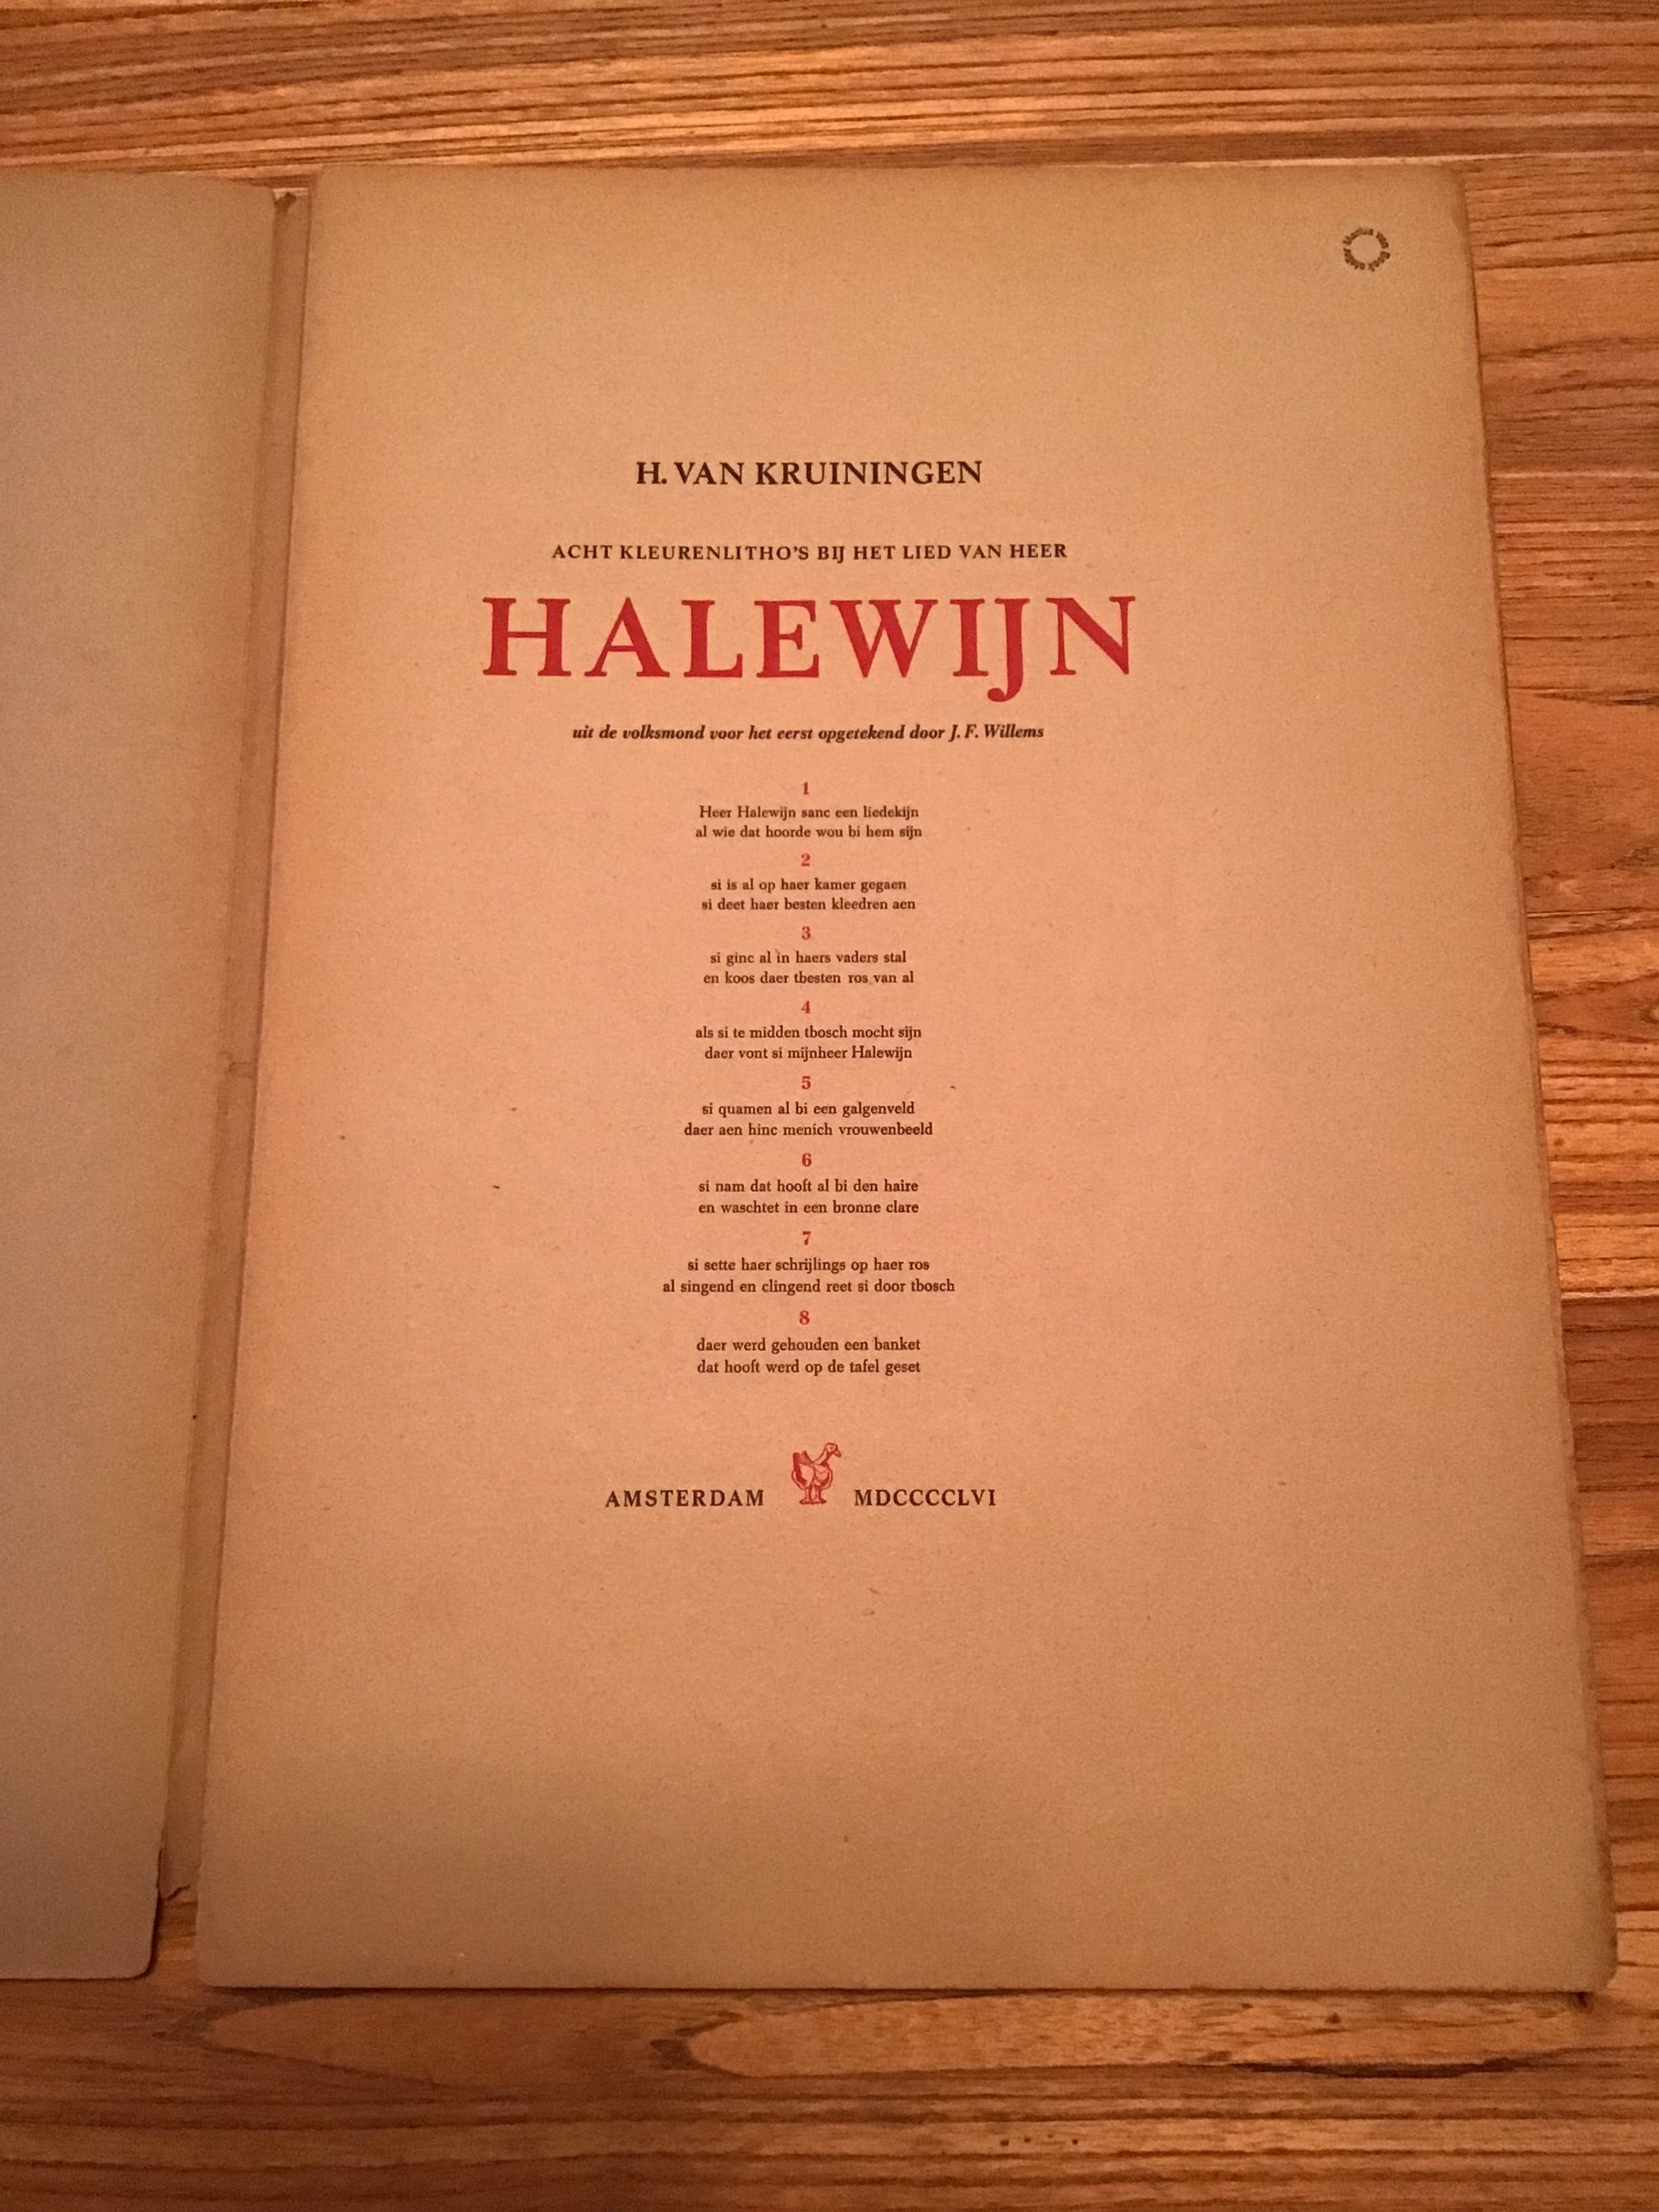 H. VAN KRUININGEN
ACHT KLEURENLITHO'S BIJ HET LIED VAN HEER
HALEWIJN
uit de volksmond voor het eerst opgetekend door J. F. Willems
1
Heer Halewijn sanc een liedekijn
al wie dat hoorde wou bi hem sijn
2
si is al op haer kamer gegaen
si deet haer besten kleedren aen
3
si ginc al in haers vaders stal
en koos daer tbesten ros van al
4
als si te midden tbosch mocht sijn
daer vont si mijnheer Halewijn
5
si quamen al bi een galgenveld
daer aen hinc menich vrouwenbeeld
6
si nam dat hooft al bi den haire
en waschtet in een bronne clare
7
si sette haer schrijlings op haer ros
al singend en clingend reet si door tbosch
8
daer werd gehouden een banket
dat hooft werd op de tafel geset
AMSTERDAM MDCCCCLVI